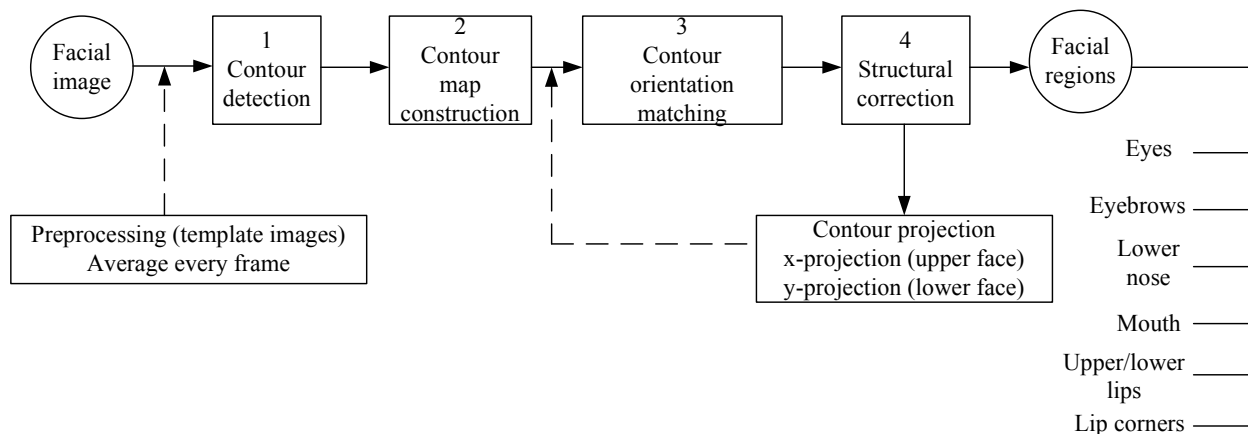 Facial
image
1
Contour
detection
2
Contour
map
construction
3
Contour
orientation
matching
4
Structural
correction
Facial
regions
Preprocessing (template images)
Average every frame
Contour projection
x-projection (upper face)
y-projection (lower face)
Eyes
Eyebrows
Lower
nose
Mouth
Upper/lower
lips
Lip corners